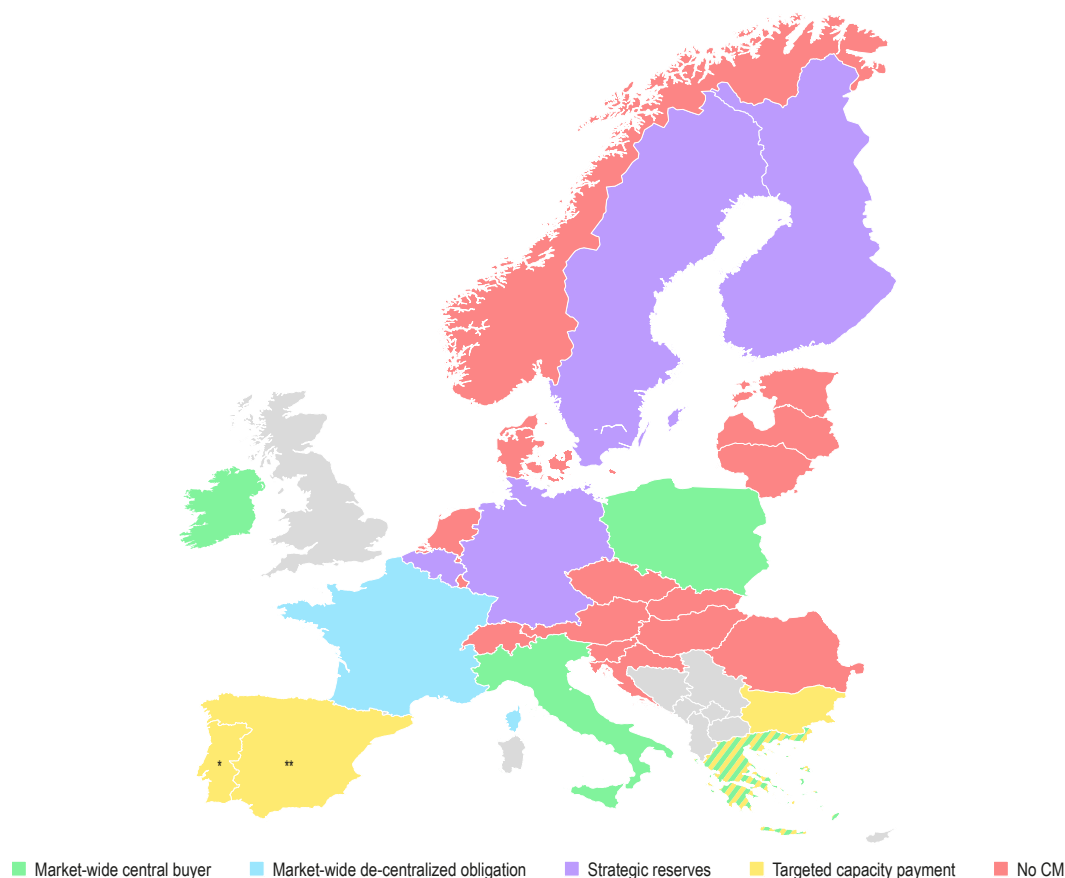 *
**
Market-wide central buyer
Market-wide de-centralized obligation
Strategic reserves
Targeted capacity payment
No CM